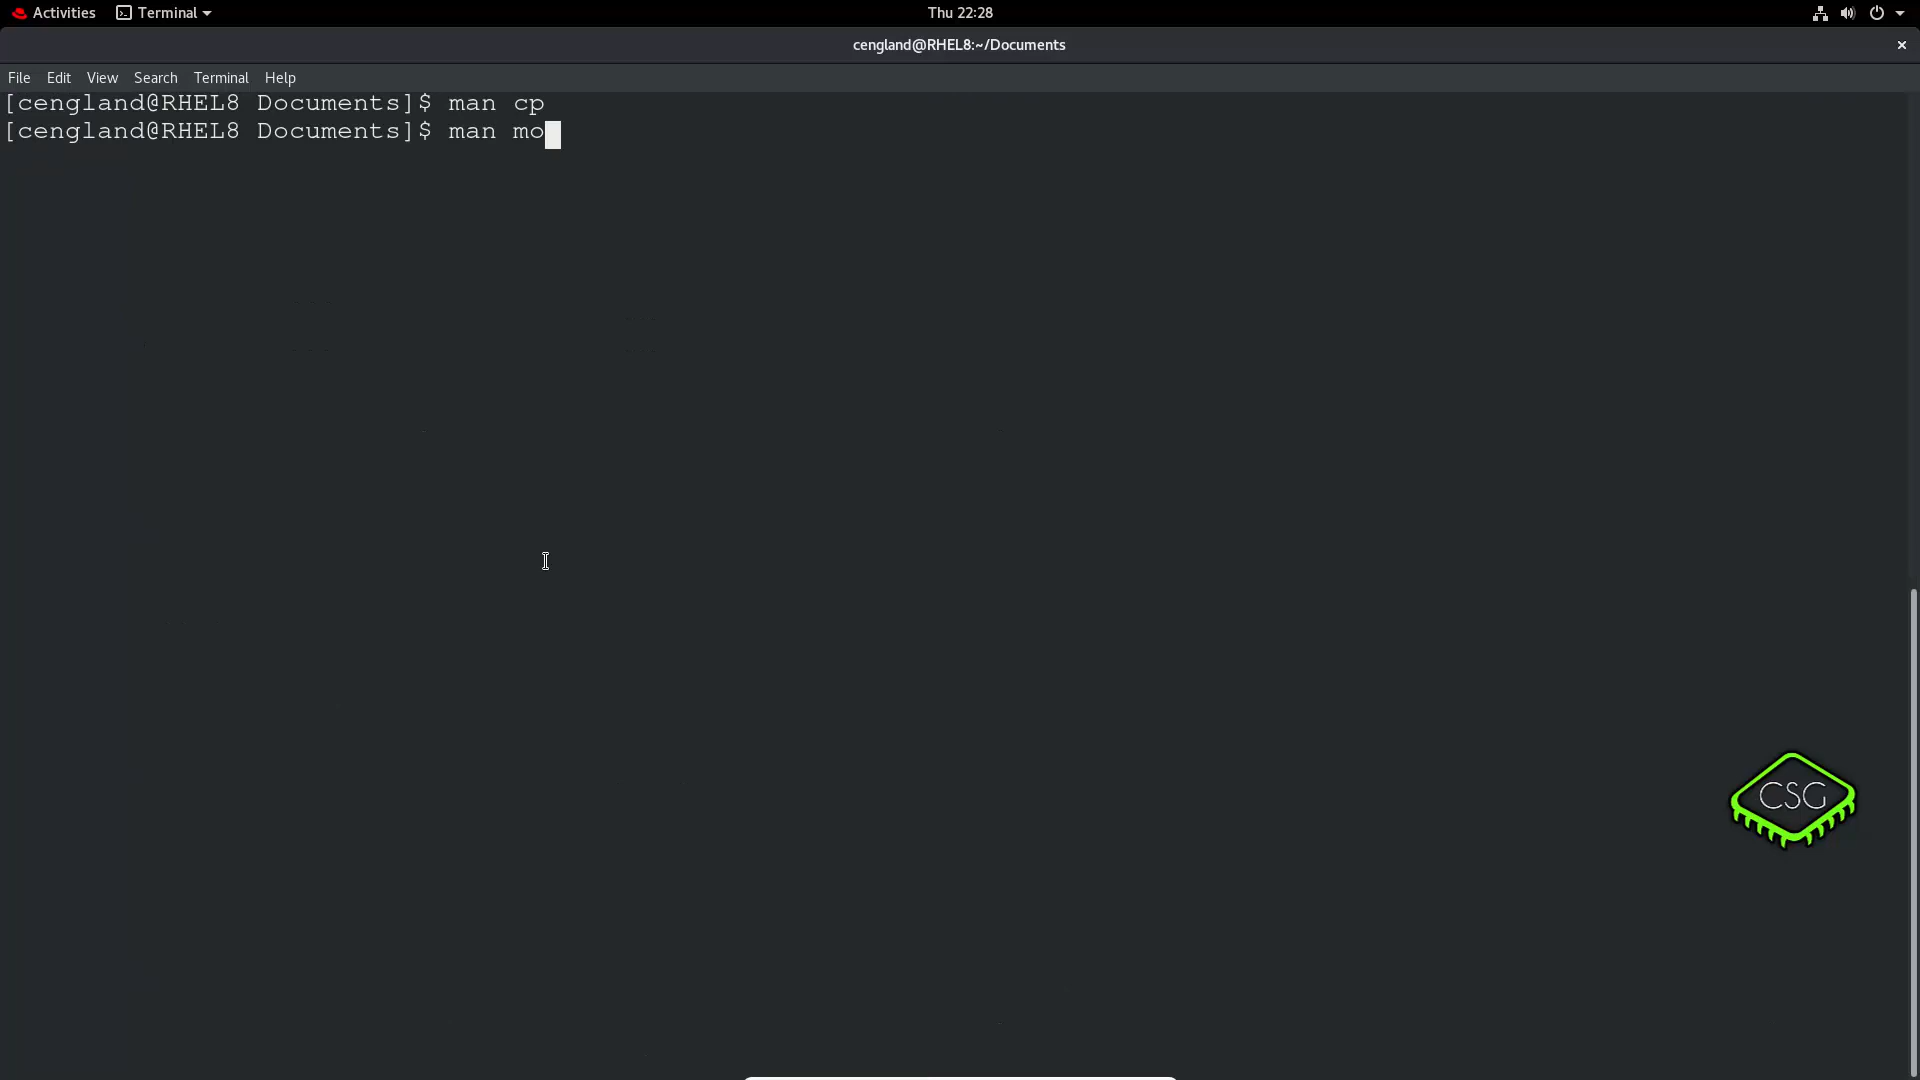 Activities Terminal Thu 22:28
cengland@RHEL8:~/Documents
File Edit View Search Terminal Help
[cengland@RHEL8 Documents]$ man cp
[cengland@RHEL8 Documents]$ man mo
CSG